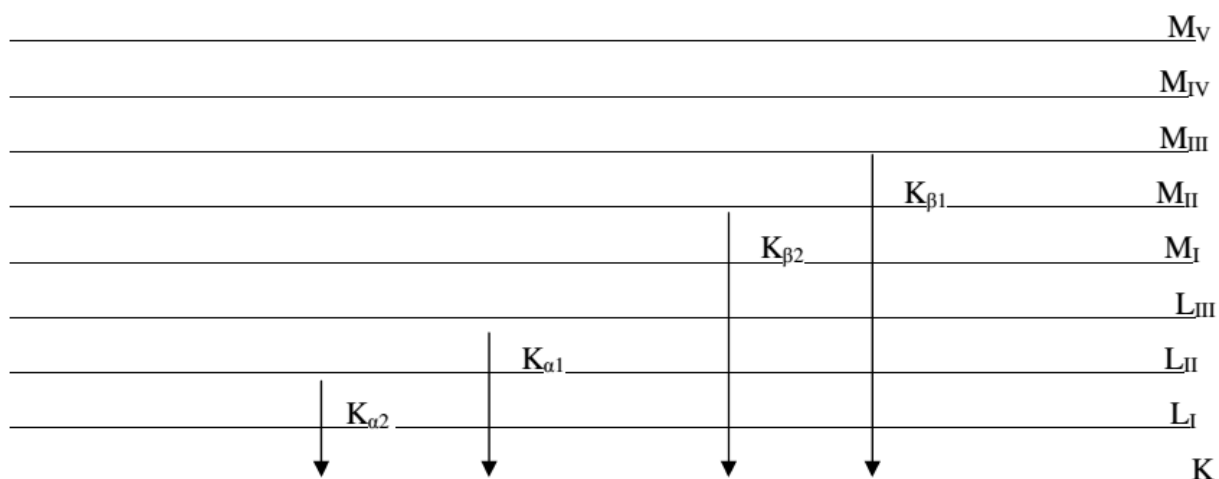 M_V
M_IV
M_III
K_β1 M_II
K_β2 M_I
L_III
K_α1 L_II
K_α2 L_I
K